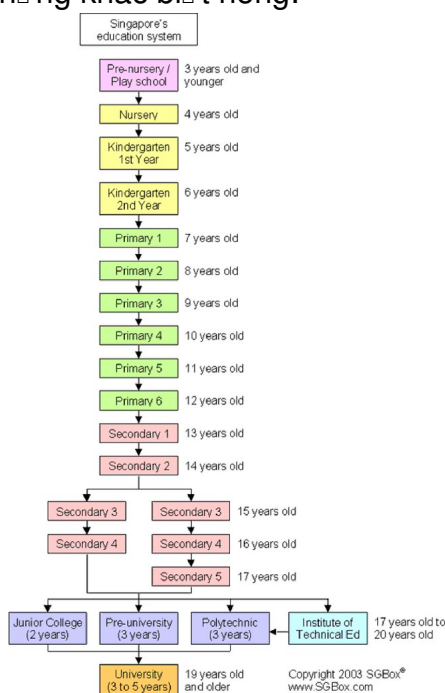 khác bi t riêng.
Singapore's
education system
Pre-nursery /
Play school
3 years old and
younger
Nursery
4 years old
Kindergarten
1st Year
5 years old
Kindergarten
2nd Year
6 years old
Primary 1
7 years old
Primary 2
8 years old
Primary 3
9 years old
Primary 4
10 years old
Primary 5
11 years old
Primary 6
12 years old
Secondary 1
13 years old
Secondary 2
14 years old
Secondary 3
Secondary 3
15 years old
Secondary 4
Secondary 4
16 years old
Secondary 5
17 years old
Junior College
(2 years)
Pre-university
(3 years)
Polytechnic
(3 years)
Institute of
Technical Ed
17 years old to
20 years old
University
(3 to 5 years)
19 years old
and older
Copyright 2003 SGBox®
www.SGBox.com